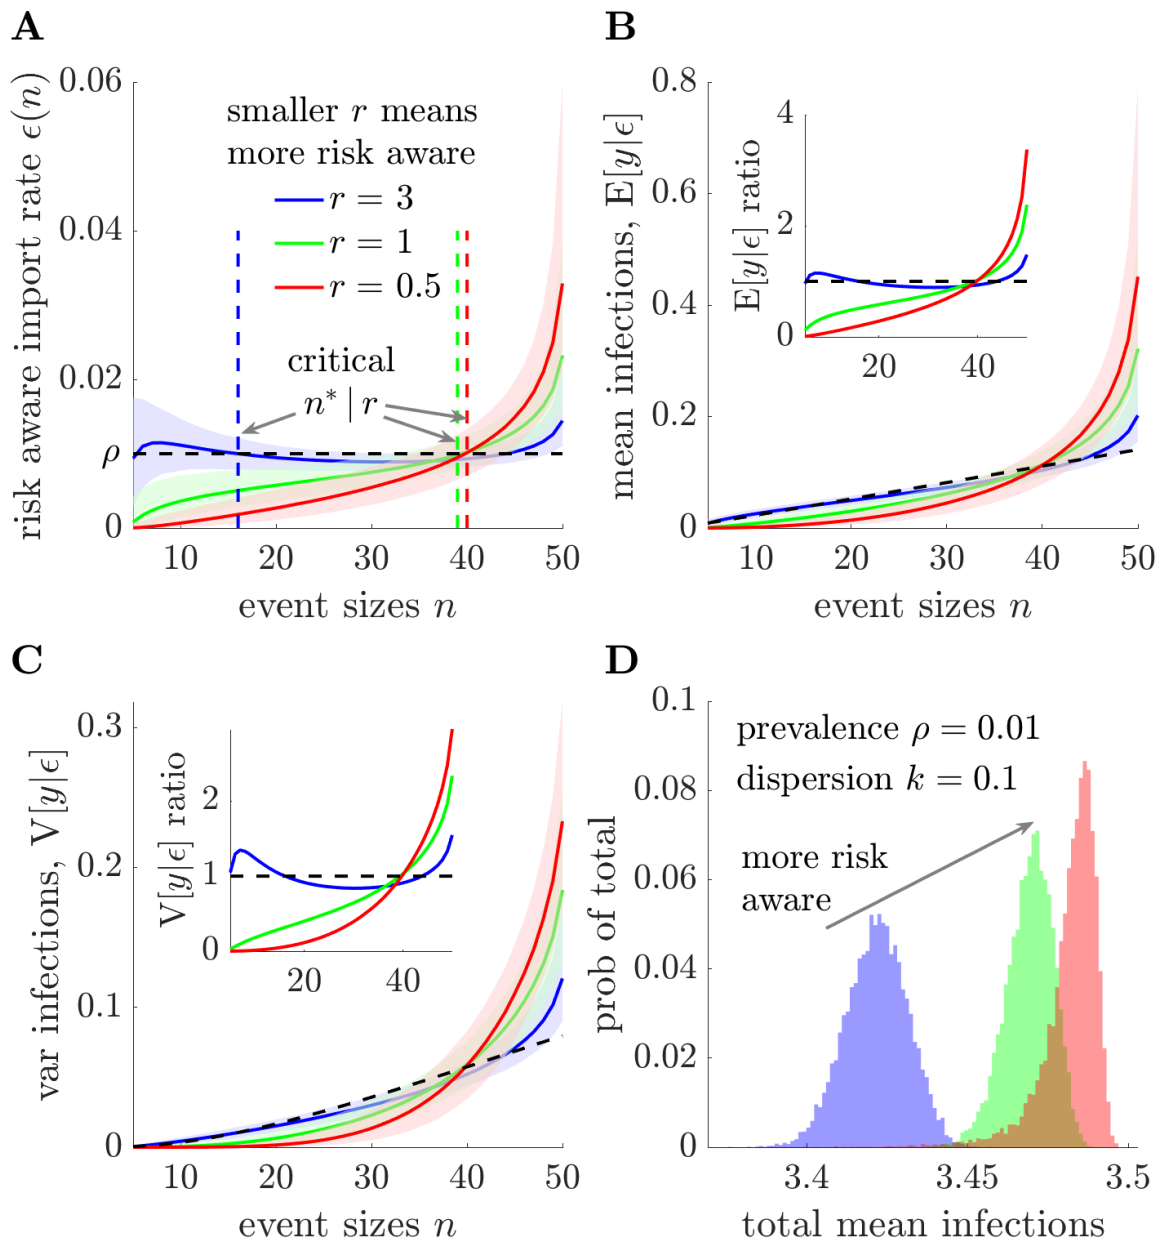 A
risk aware import rate ϵ(n)
0.06
0.04
0.02
ρ
0
smaller r means
more risk aware
r = 3
r = 1
r = 0.5
critical
n* | r
10 20 30 40 50
event sizes n
B
mean infections, E[y|ϵ]
0.8
0.6
0.4
0.2
0
E[y|ϵ] ratio
4
2
0
20 40
10 20 30 40 50
event sizes n
C
var infections, V[y|ϵ]
0.3
0.2
0.1
0
V[y|ϵ] ratio
2
1
0
20 40
10 20 30 40 50
event sizes n
D
prob of total
0.1
0.08
0.06
0.04
0.02
0
prevalence ρ = 0.01
dispersion k = 0.1
more risk
aware
3.4 3.45 3.5
total mean infections